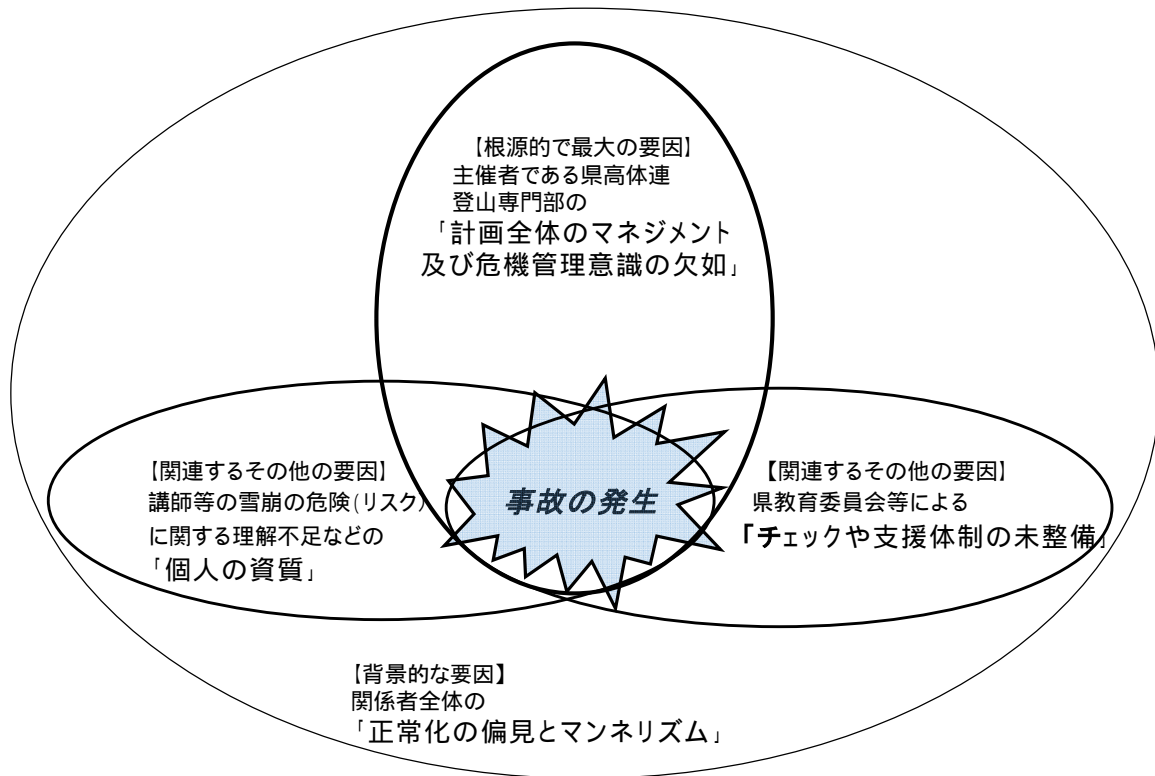 【根源的で最大の要因】
主催者である県高体連
登山専門部の
「計画全体のマネジメント
及び危機管理意識の欠如」
【関連するその他の要因】
講師等の雪崩の危険(リスク)
に関する理解不足などの
「個人の資質」
事故の発生
【関連するその他の要因】
県教育委員会等による
「チェックや支援体制の未整備」
【背景的な要因】
関係者全体の
「正常化の偏見とマンネリズム」